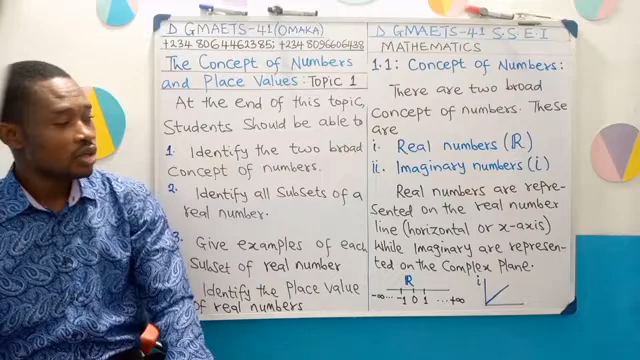 D GMAETS-41(OMAKA)
+234 8064462385; +234 8096606438
The Concept of Numbers
and Place Values: Topic 1
At the end of this topic,
Students Should be able to
1. Identify the two broad
concept of numbers.
2. Identify all Subsets of a
real number.
3. Give examples of each
Subset of real number
Identify the Place value
of real numbers
D GMAETS-41 S.S.E.I
MATHEMATICS
1.1: Concept of Numbers:
There are two broad
Concept of numbers. These
are
i. Real numbers (ℝ)
ii. Imaginary numbers (i)
Real numbers are repre-
sented on the real number
line (horizontal or x-axis)
While Imaginary are represen-
ted on the Complex Plane.
ℝ
-∞... -1 0 1 ...+∞
i